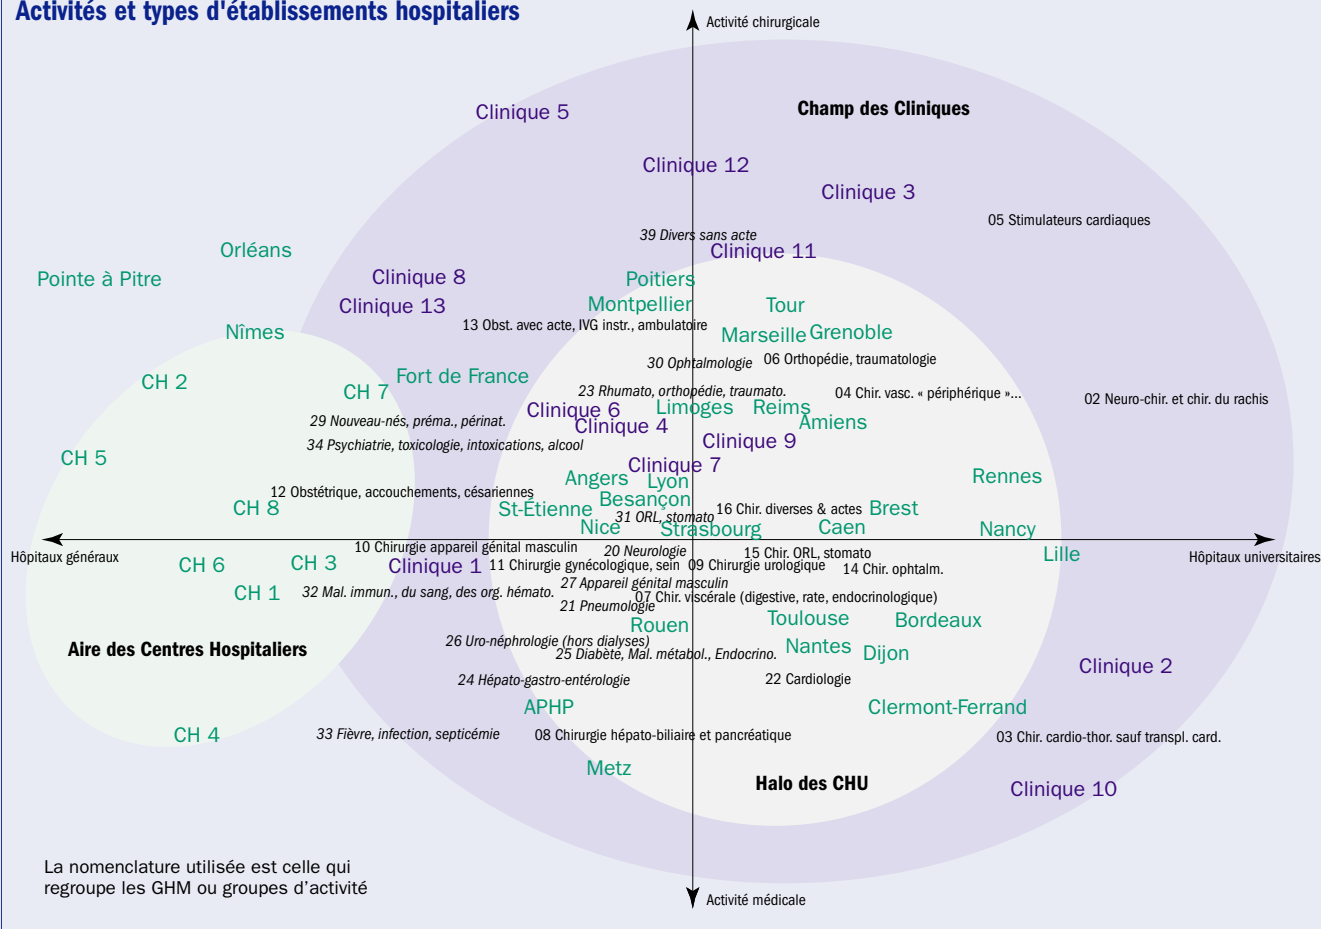 Activités et types d'établissements hospitaliers
Activité chirurgicale
Clinique 5
Champ des Cliniques
Clinique 12
Clinique 3
05 Stimulateurs cardiaques
39 Divers sans acte
Orléans
Clinique 11
Pointe à Pitre
Clinique 8
Poitiers
Clinique 13
Montpellier
Tour
13 Obst. avec acte, IVG instr., ambulatoire
Nîmes
Marseille
Grenoble
30 Ophtalmologie
06 Orthopédie, traumatologie
CH 2
Fort de France
CH 7
23 Rhumato, orthopédie, traumato.
04 Chir. vasc. « périphérique »...
02 Neuro-chir. et chir. du rachis
Clinique 6
Limoges
Reims
29 Nouveau-nés, préma., périnat.
Clinique 4
Amiens
34 Psychiatrie, toxicologie, intoxications, alcool
Clinique 9
CH 5
Clinique 7
Angers
Lyon
Rennes
12 Obstétrique, accouchements, césariennes
Besançon
CH 8
St-Étienne
16 Chir. diverses & actes
Brest
31 ORL, stomato
Nice
Strasbourg
Caen
Nancy
Hôpitaux généraux
10 Chirurgie appareil génital masculin
20 Neurologie
15 Chir. ORL, stomato
Lille
Hôpitaux universitaires
CH 6
CH 3
Clinique 1
11 Chirurgie gynécologique, sein
09 Chirurgie urologique
14 Chir. ophtalm.
27 Appareil génital masculin
CH 1
32 Mal. immun., du sang, des org. hémato.
07 Chir. viscérale (digestive, rate, endocrinologique)
21 Pneumologie
Rouen
Toulouse
Bordeaux
26 Uro-néphrologie (hors dialyses)
Aire des Centres Hospitaliers
25 Diabète, Mal. métabol., Endocrino.
Nantes
Dijon
Clinique 2
24 Hépato-gastro-entérologie
22 Cardiologie
APHP
Clermont-Ferrand
CH 4
33 Fièvre, infection, septicémie
08 Chirurgie hépato-biliaire et pancréatique
03 Chir. cardio-thor. sauf transpl. card.
Metz
Halo des CHU
Clinique 10
La nomenclature utilisée est celle qui
regroupe les GHM ou groupes d’activité
Activité médicale